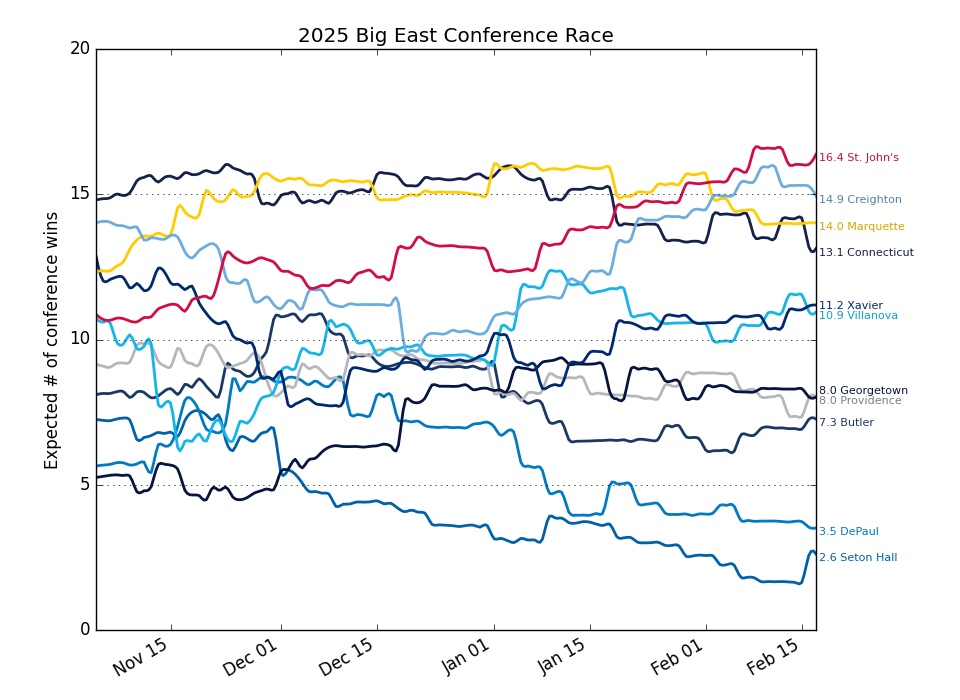 2025 Big East Conference Race
Expected # of conference wins
20
15
10
5
0
16.4 St. John's
14.9 Creighton
14.0 Marquette
13.1 Connecticut
11.2 Xavier
10.9 Villanova
8.0 Georgetown
8.0 Providence
7.3 Butler
3.5 DePaul
2.6 Seton Hall
Nov 15
Dec 01
Dec 15
Jan 01
Jan 15
Feb 01
Feb 15